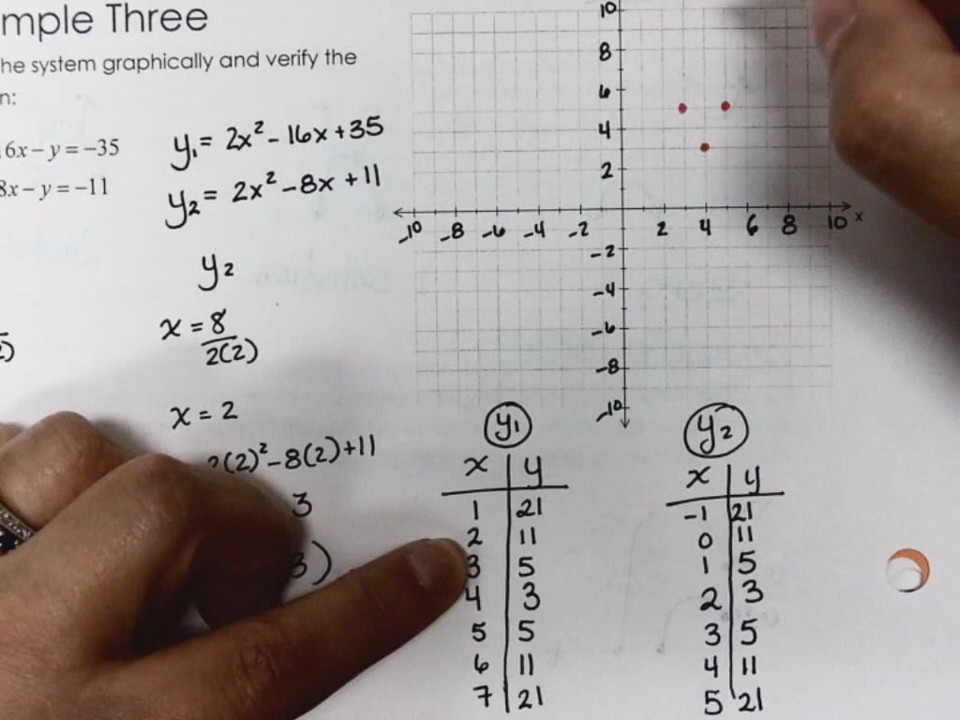 mple Three
he system graphically and verify the
n:
6x – y = –35
8x – y = –11
y₁ = 2x² – 16x + 35
y₂ = 2x² – 8x + 11
y₂
x = 8
2(2)
2)
x = 2
2(2)² – 8(2) + 11
3
3)
10
8
6
4
2
-10 -8 -6 -4 -2 2 4 6 8 10 x
-2
-4
-6
-8
-10
y₁
x y
1 21
2 11
3 5
4 3
5 5
6 11
7 21
y₂
x y
-1 21
0 11
1 5
2 3
3 5
4 11
5 21